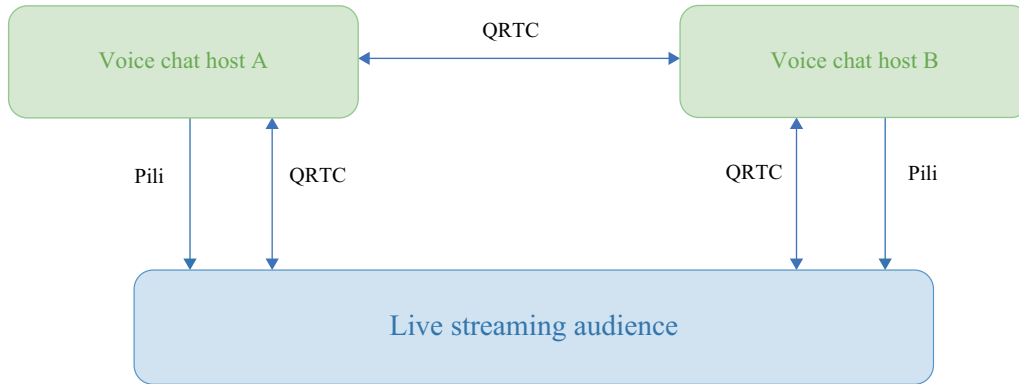 QRTC
Voice chat host A
Voice chat host B
Pili
QRTC
QRTC
Pili
Live streaming audience